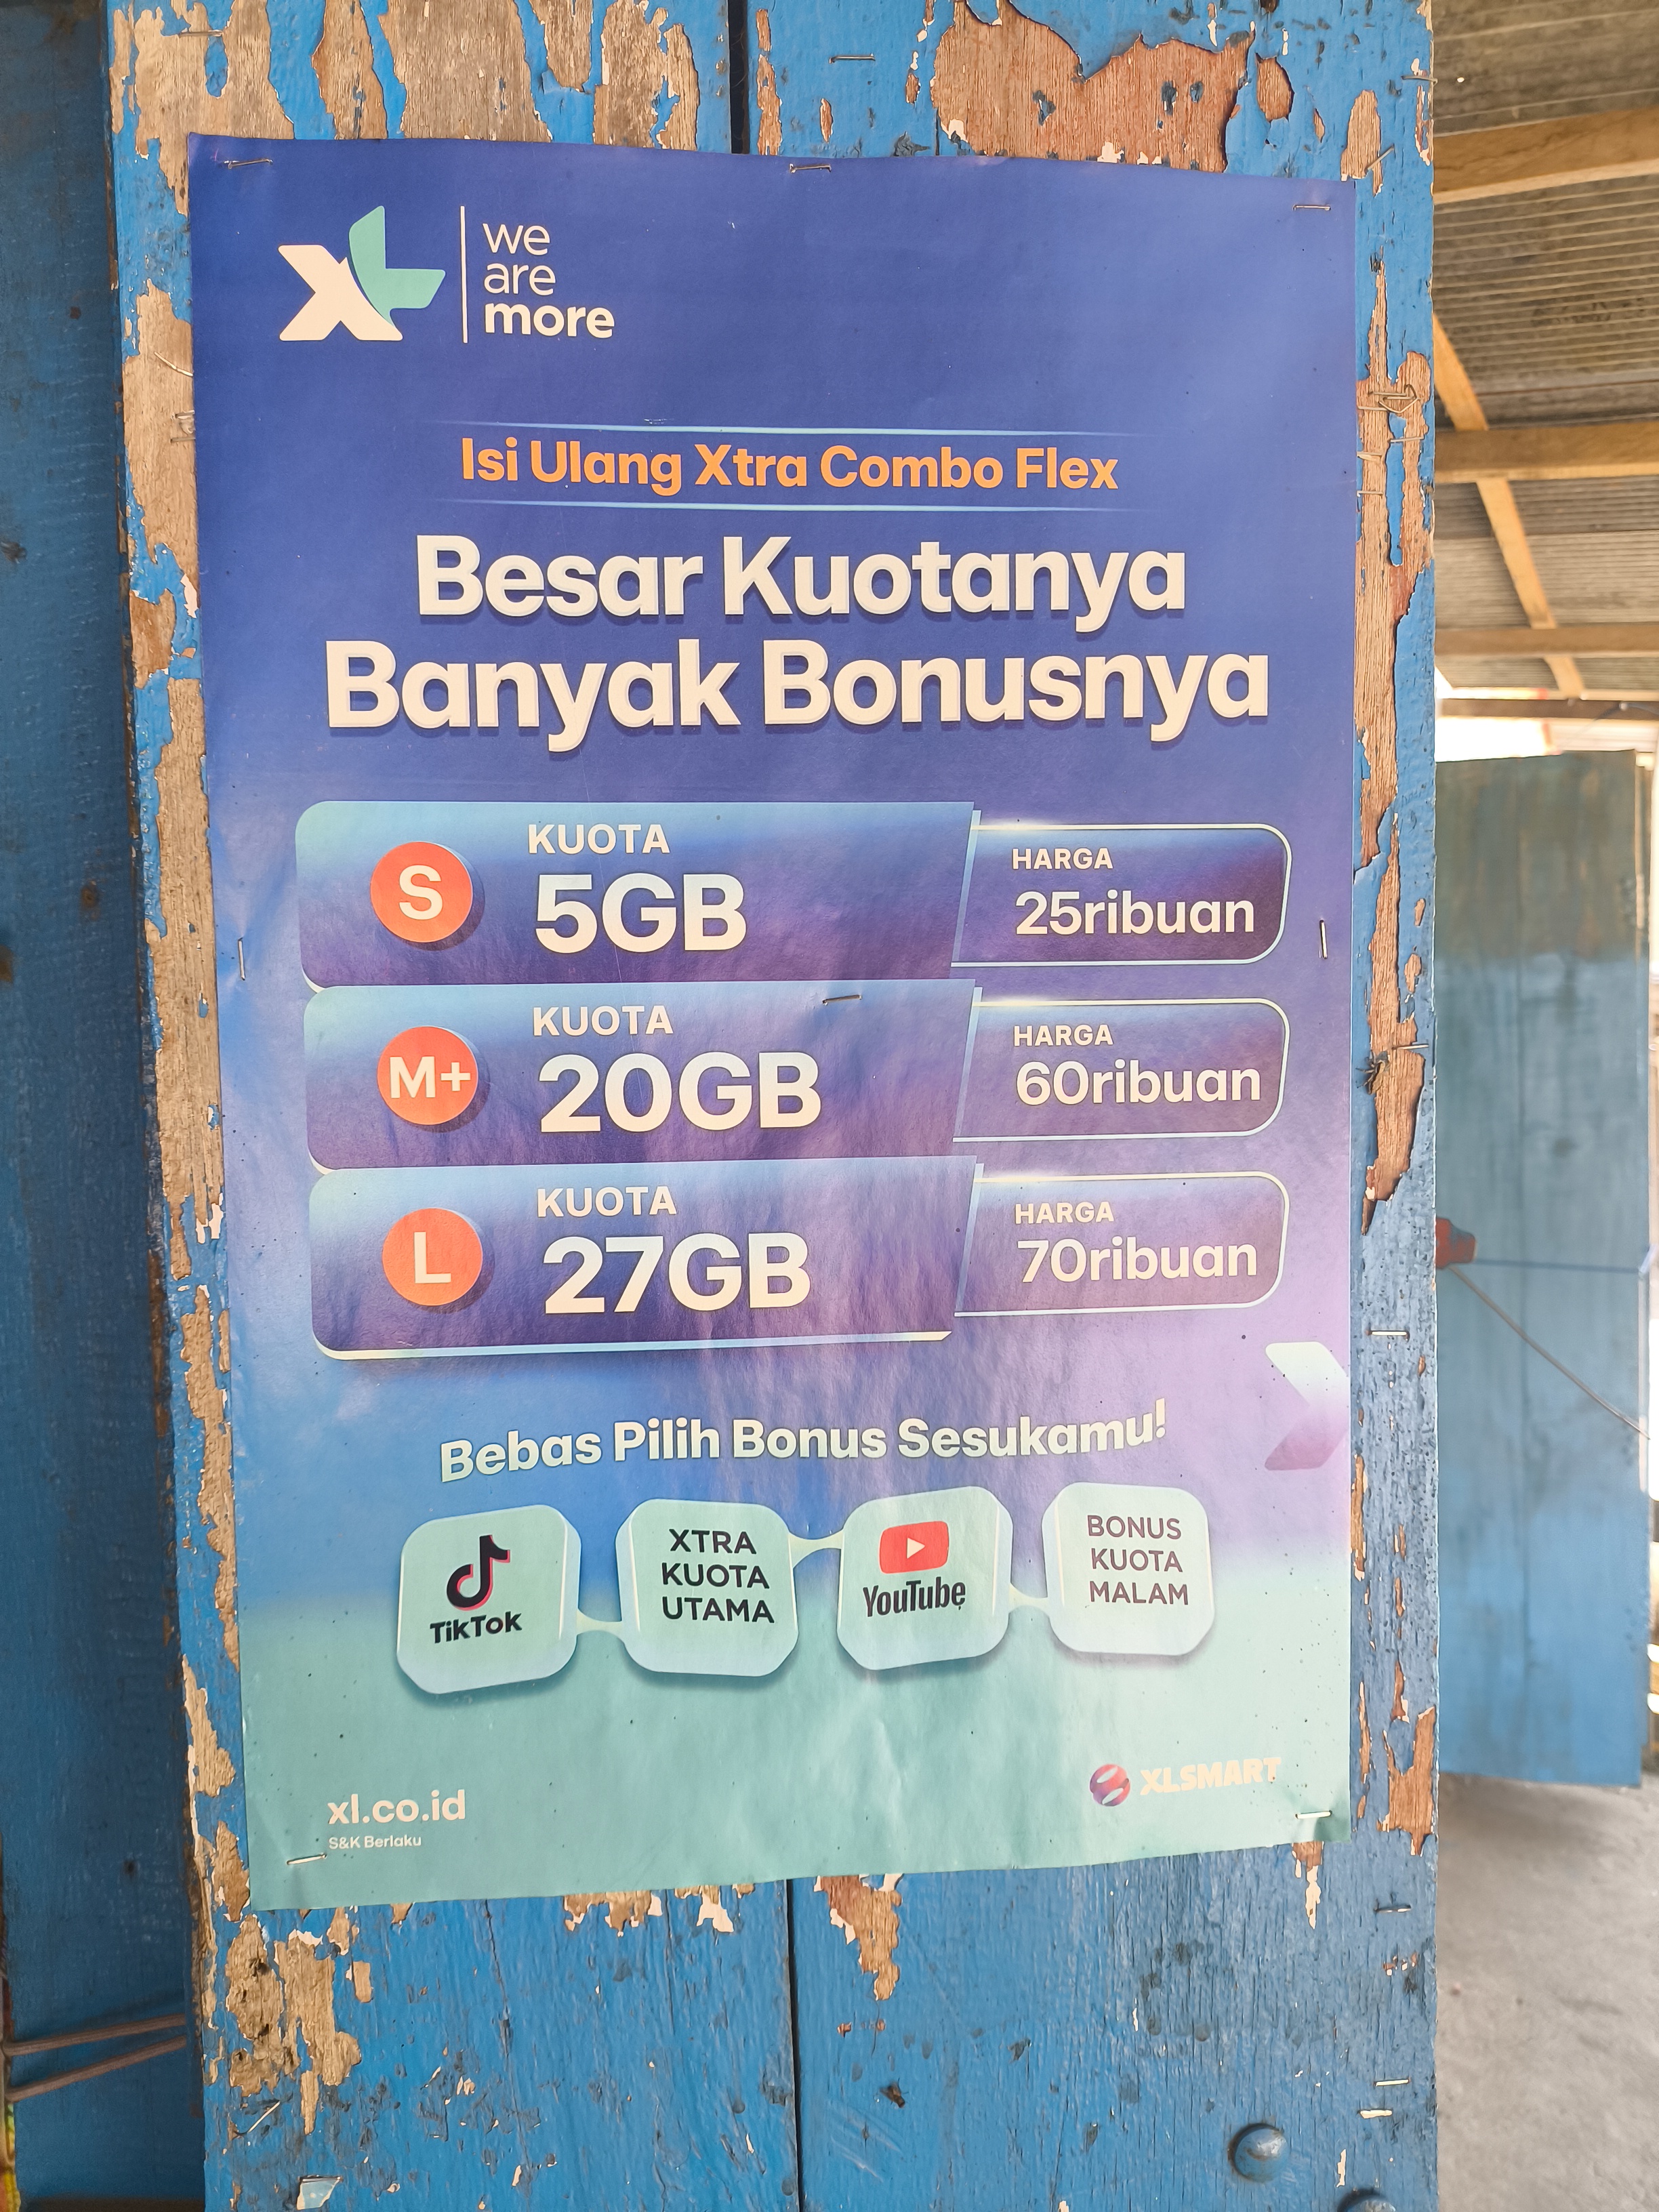 XL
we
are
more
Isi Ulang Xtra Combo Flex
Besar Kuotanya
Banyak Bonusnya
S
KUOTA
5GB
HARGA
25ribuan
M+
KUOTA
20GB
HARGA
60ribuan
L
KUOTA
27GB
HARGA
70ribuan
Bebas Pilih Bonus Sesukamu!
TikTok
XTRA
KUOTA
UTAMA
YouTube
BONUS
KUOTA
MALAM
xl.co.id
S&K Berlaku
XLSMART